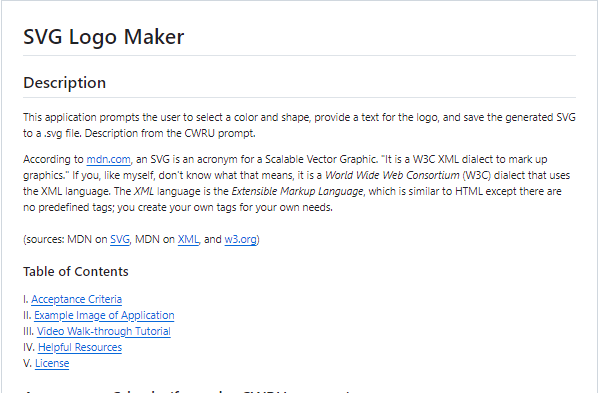 SVG Logo Maker
Description
This application prompts the user to select a color and shape, provide a text for the logo, and save the generated SVG
to a .svg file. Description from the CWRU prompt.
According to mdn.com, an SVG is an acronym for a Scalable Vector Graphic. "It is a W3C XML dialect to mark up
graphics." If you, like myself, don't know what that means, it is a World Wide Web Consortium (W3C) dialect that uses
the XML language. The XML language is the Extensible Markup Language, which is similar to HTML except there are
no predefined tags; you create your own tags for your own needs.
(sources: MDN on SVG, MDN on XML, and w3.org)
Table of Contents
I. Acceptance Criteria
II. Example Image of Application
III. Video Walk-through Tutorial
IV. Helpful Resources
V. License